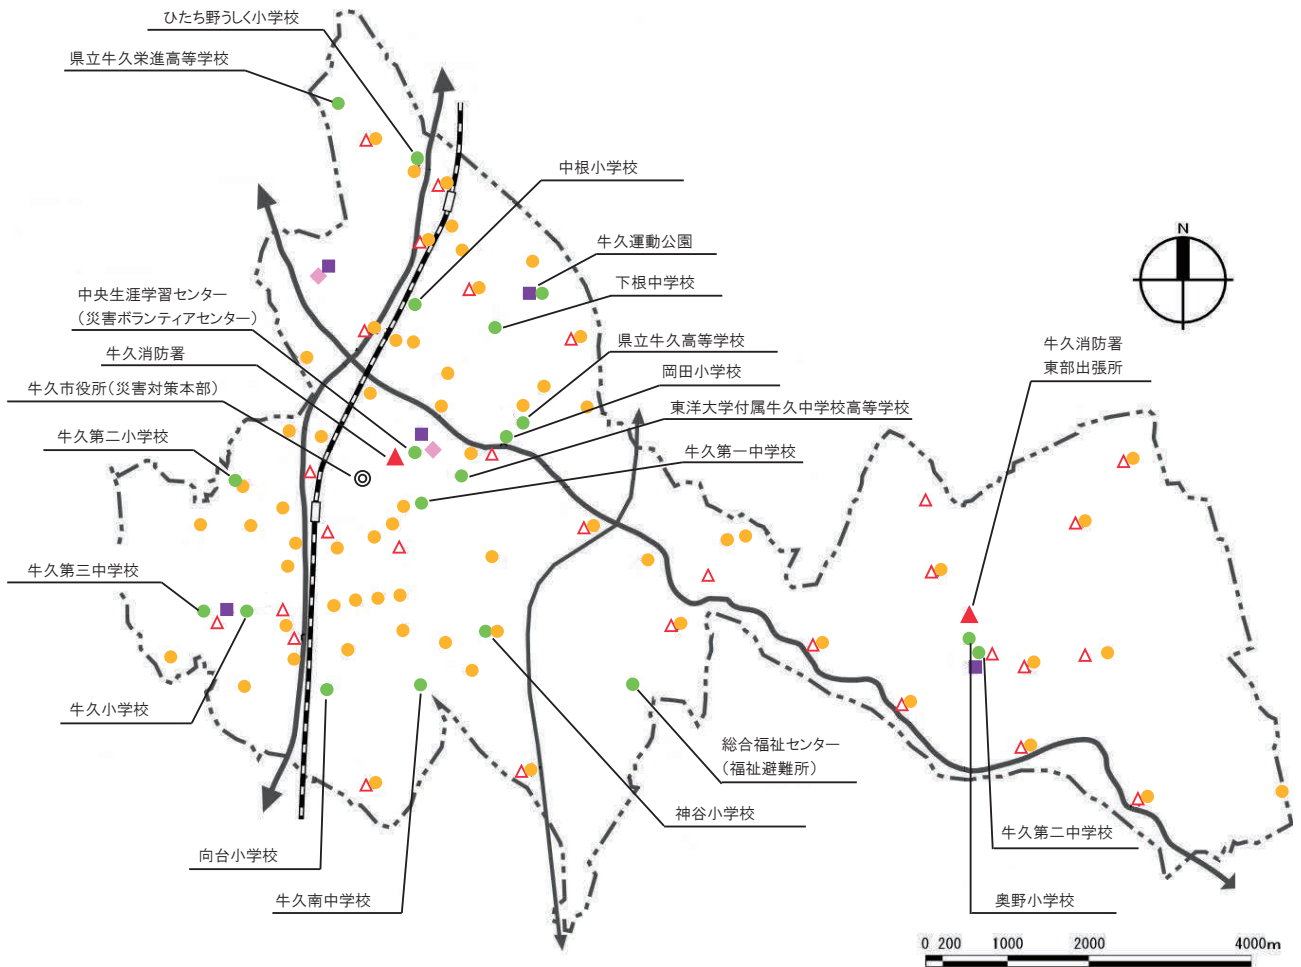 ひたち野うしく小学校
県立牛久栄進高等学校
中根小学校
牛久運動公園
下根中学校
中央生涯学習センター
（災害ボランティアセンター）
牛久消防署
牛久市役所（災害対策本部）
牛久第二小学校
県立牛久高等学校
岡田小学校
東洋大学付属牛久中学校高等学校
牛久第一中学校
N
牛久消防署
東部出張所
牛久第三中学校
牛久小学校
総合福祉センター
（福祉避難所）
神谷小学校
向台小学校
牛久南中学校
牛久第二中学校
奥野小学校
0 200 1000 2000 4000m